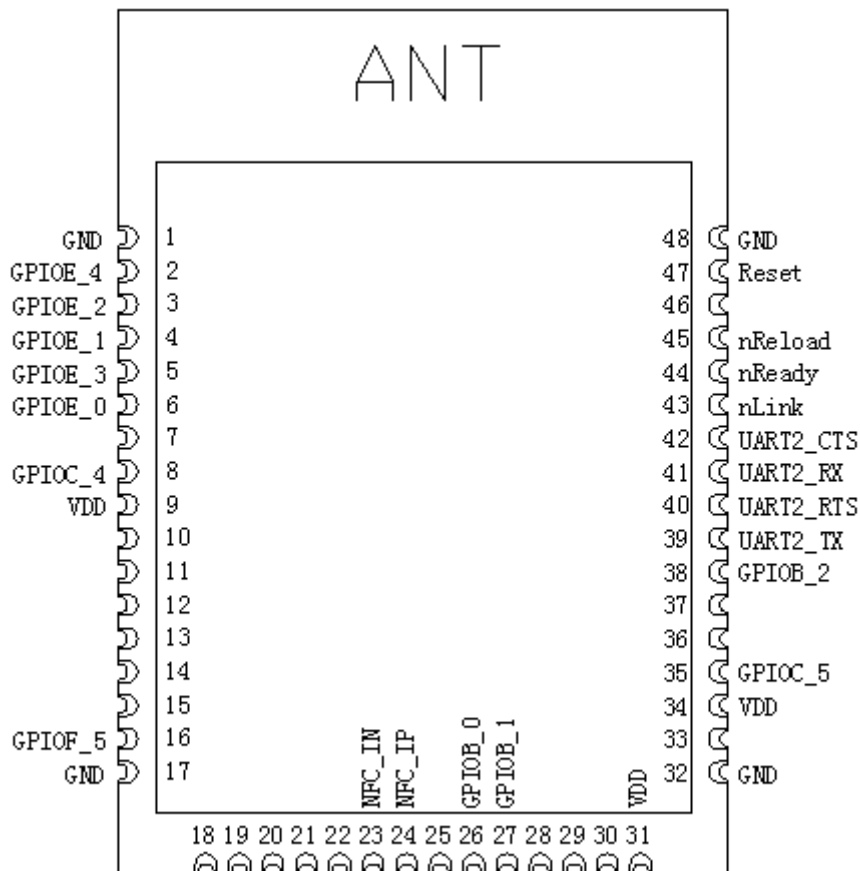 ANT
GND 1 48 GND
GPIOE_4 2 47 Reset
GPIOE_2 3 46
GPIOE_1 4 45 nReload
GPIOE_3 5 44 nReady
GPIOE_0 6 43 nLink
7 42 UART2_CTS
GPIOC_4 8 41 UART2_RX
VDD 9 40 UART2_RTS
10 39 UART2_TX
11 38 GPIOB_2
12 37
13 36
14 35 GPIOC_5
15 34 VDD
GPIOF_5 16 33
GND 17 32 GND
NFC_IN NFC_IP GPIOB_0 GPIOB_1 VDD
18 19 20 21 22 23 24 25 26 27 28 29 30 31